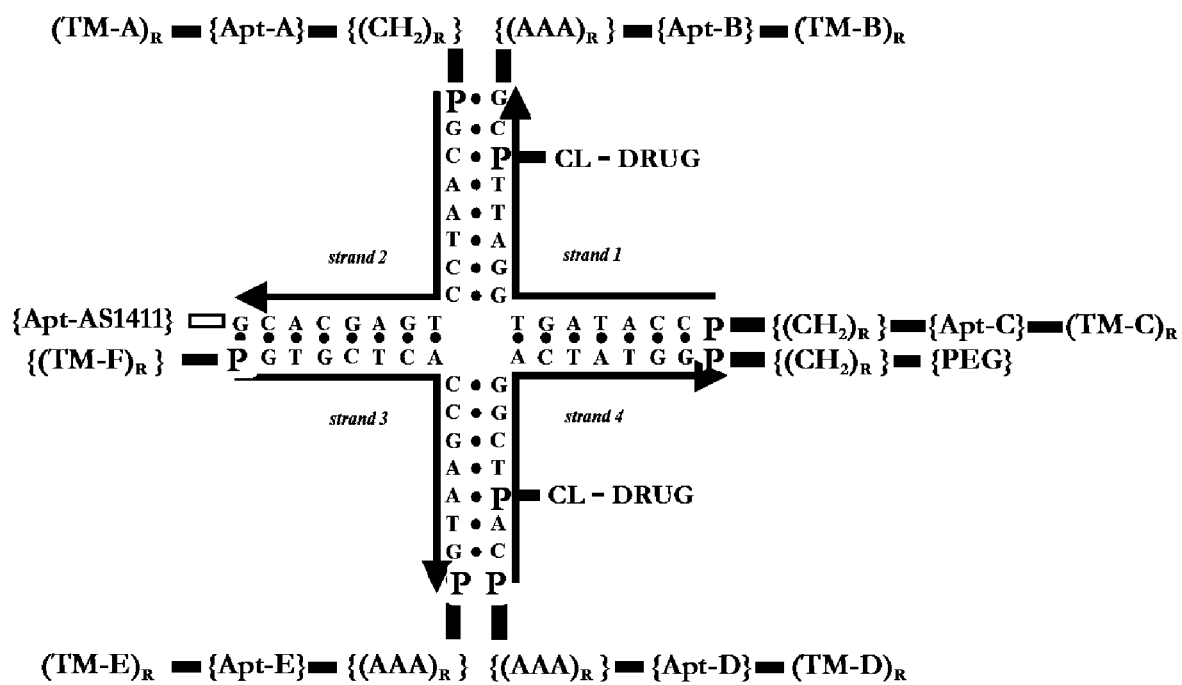 (TM-A)R {Apt-A} {(CH2)R} {(AAA)R} {Apt-B} (TM-B)R
P • G
G • C
C • P CL - DRUG
A • T
A • T
T • A
C • G
C • G
strand 2 strand 1
{Apt-AS1411} G C A C G A G T T G A T A C C P {(CH2)R} {Apt-C} (TM-C)R
{(TM-F)R} P G T G C T C A A C T A T G G P {(CH2)R} {PEG}
C • G
C • G
G • C
A • T
A • P CL - DRUG
T • A
G • C
P P
strand 3 strand 4
(TM-E)R {Apt-E} {(AAA)R} {(AAA)R} {Apt-D} (TM-D)R